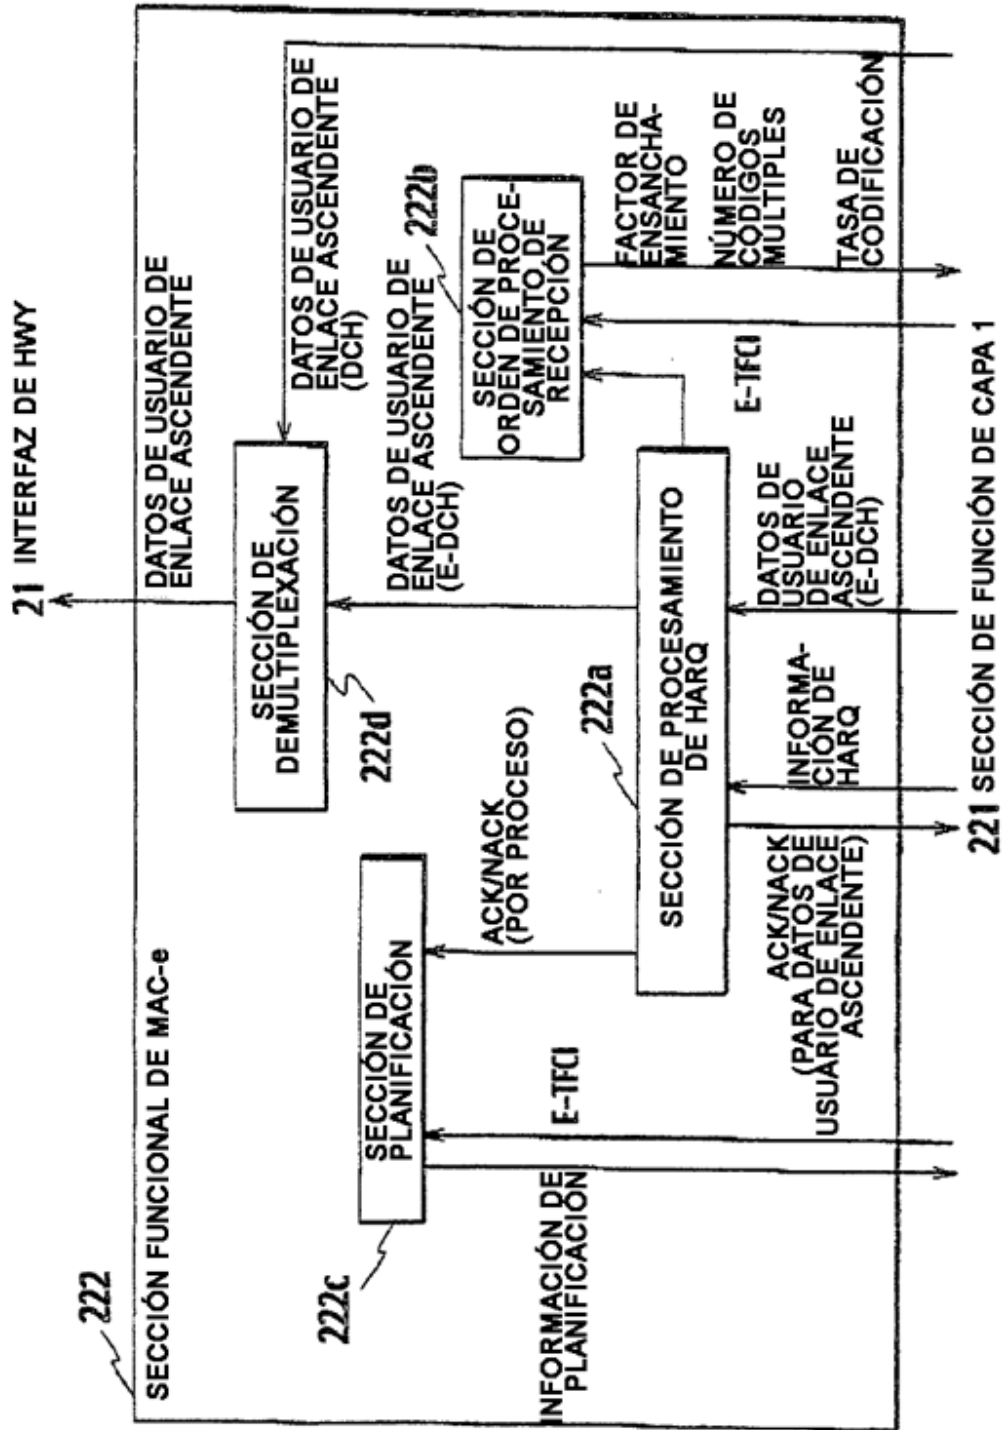 21 INTERFAZ DE HWY
222
SECCIÓN FUNCIONAL DE MAC-e
DATOS DE USUARIO DE
ENLACE ASCENDENTE
SECCIÓN DE
DEMULTIPLEXACIÓN
222d
DATOS DE USUARIO DE
ENLACE ASCENDENTE
(DCH)
222c
SECCIÓN DE
PLANIFICACIÓN
ACK/NACK
(POR PROCESO)
DATOS DE USUARIO DE
ENLACE ASCENDENTE
(E-DCH)
222b
SECCIÓN DE
ORDEN DE PROCE-
SAMIENTO DE
RECEPCIÓN
222a
SECCIÓN DE PROCESAMIENTO
DE HARQ
INFORMACIÓN DE
PLANIFICACIÓN
E-TFCI
ACK/NACK
(PARA DATOS DE
USUARIO DE ENLACE
ASCENDENTE)
INFORMA-
CIÓN DE
HARQ
DATOS DE
USUARIO
DE ENLACE
ASCENDENTE
(E-DCH)
E-TFCI
FACTOR DE
ENSANCHA-
MIENTO
NÚMERO DE
CÓDIGOS
MULTIPLES
TASA DE
CODIFICACIÓN
221 SECCIÓN DE FUNCIÓN DE CAPA 1